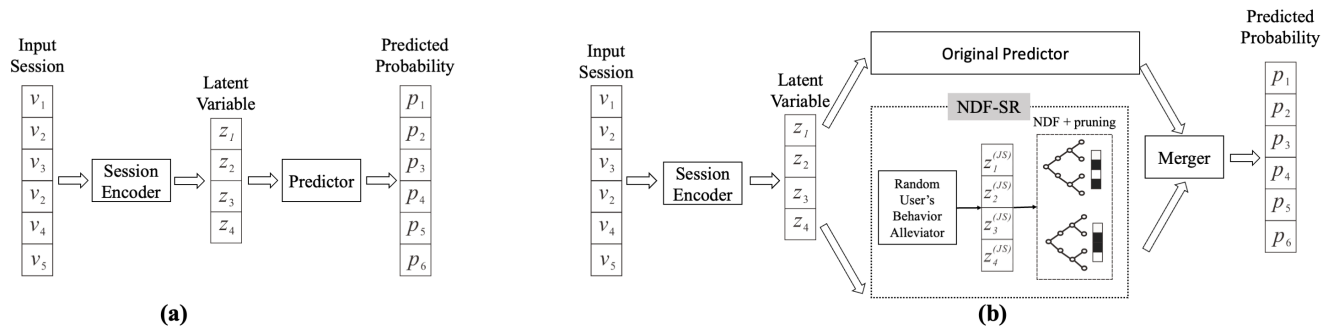 Input
Session
v1
v2
v3
v2
v4
v5
Session
Encoder
Latent
Variable
z1
z2
z3
z4
Predictor
Predicted
Probability
p1
p2
p3
p4
p5
p6
(a)
Input
Session
v1
v2
v3
v2
v4
v5
Session
Encoder
Latent
Variable
z1
z2
z3
z4
Original Predictor
NDF-SR
Random
User's
Behavior
Alleviator
z1(JS)
z2(JS)
z3(JS)
z4(JS)
NDF + pruning
Merger
Predicted
Probability
p1
p2
p3
p4
p5
p6
(b)